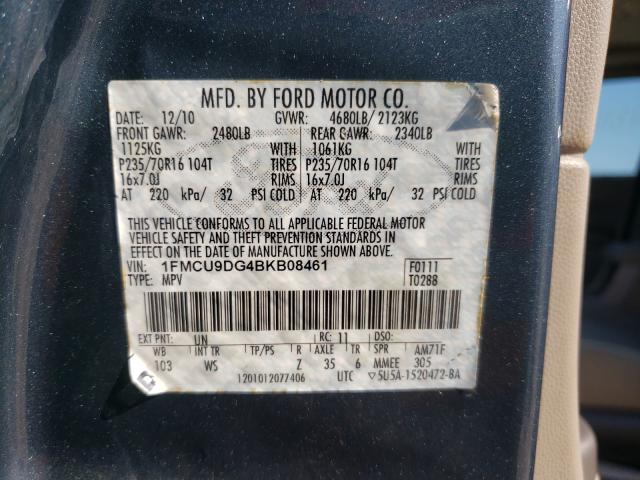 MFD. BY FORD MOTOR CO.
DATE: 12/10 GVWR: 4680LB/2123KG
FRONT GAWR: 2480LB REAR GAWR: 2340LB
1125KG WITH 1061KG WITH
P235/70R16 104T TIRES P235/70R16 104T TIRES
16x7.0J RIMS 16x7.0J RIMS
AT 220 kPa/ 32 PSI COLD AT 220 kPa/ 32 PSI COLD
THIS VEHICLE CONFORMS TO ALL APPLICABLE FEDERAL MOTOR
VEHICLE SAFETY AND THEFT PREVENTION STANDARDS IN
EFFECT ON THE DATE OF MANUFACTURE SHOWN ABOVE.
VIN: 1FMCU9DG4BKB08461 F0111
TYPE: MPV T0288
EXT PNT: UN RC: 11 DSO:
WB INT TR TP/PS R AXLE TR SPR AM71F
103 WS Z 35 6 MMEE 305
1201012077406 UTC ▽5U5A-1520472-BA